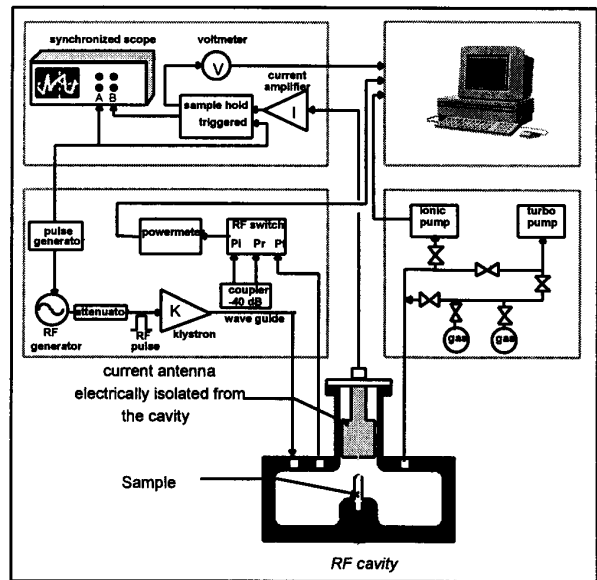 synchronized scope
voltmeter
V
current
amplifier
A B
sample hold
triggered
I
pulse
generator
powermete
RF switch
Pi Pr Pt
coupler
-40 dB
wave guide
attenuato
K
klystron
RF
generator
RF
pulse
ionic
pump
turbo
pump
gas
gas
current antenna
electrically isolated from
the cavity
Sample
RF cavity